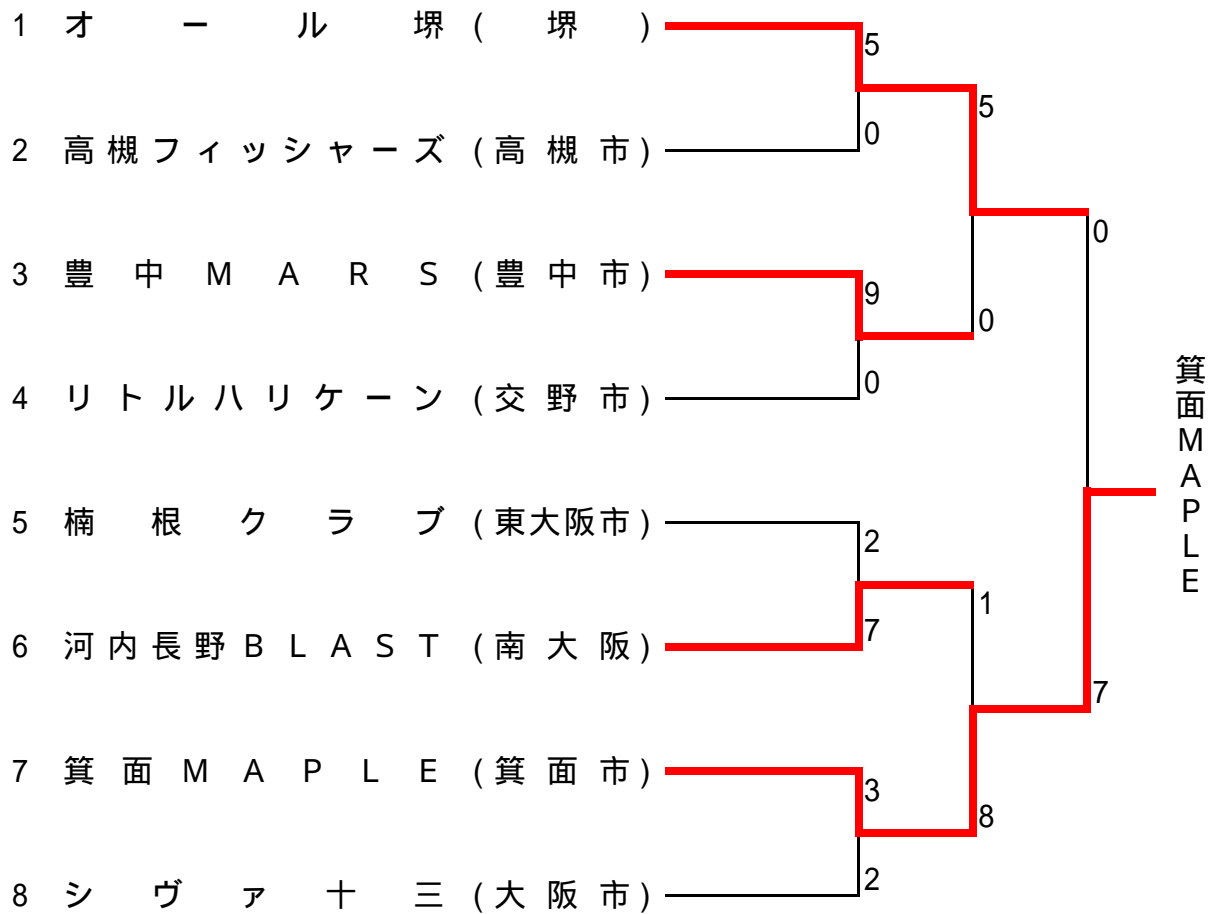 1 オール堺 (堺)
5
5
2 高槻フィッシャーズ (高槻市)
0
0
3 豊中MARS (豊中市)
9
0
4 リトルハリケーン (交野市)
0
箕面MAPLE
5 楠根クラブ (東大阪市)
2
1
6 河内長野BLAST (南大阪)
7
7
7 箕面MAPLE (箕面市)
3
8
8 シヴァ十三 (大阪市)
2